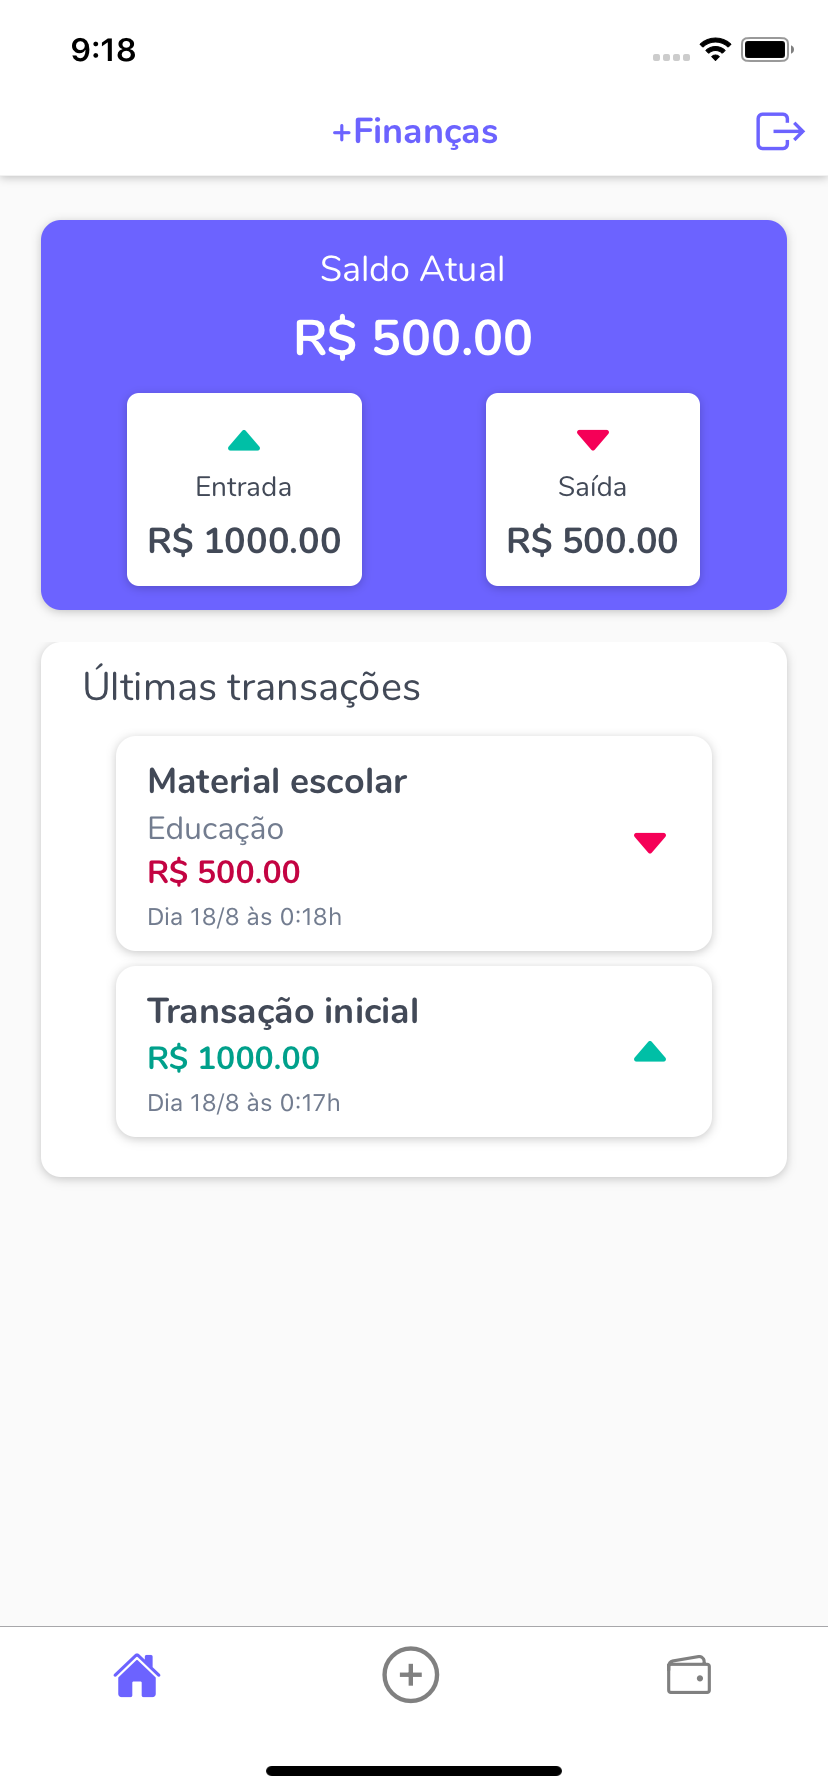 9:18
+Finanças
Saldo Atual
R$ 500.00
Entrada
R$ 1000.00
Saída
R$ 500.00
Últimas transações
Material escolar
Educação
R$ 500.00
Dia 18/8 às 0:18h
Transação inicial
R$ 1000.00
Dia 18/8 às 0:17h